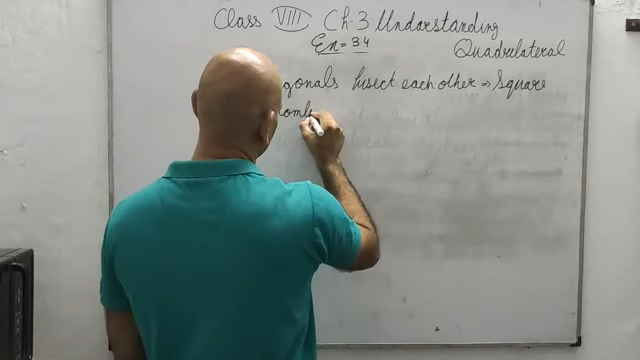 Class VIII Ch-3 Understanding
Ex = 3.4 Quadrilateral
gonals bisect each other ⇒ Square
omb